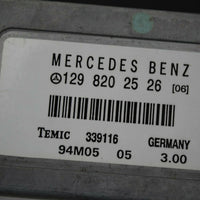 MERCEDES BENZ
129 820 25 26 [06]
TEMIC 339116 GERMANY
94M05 05 3.00